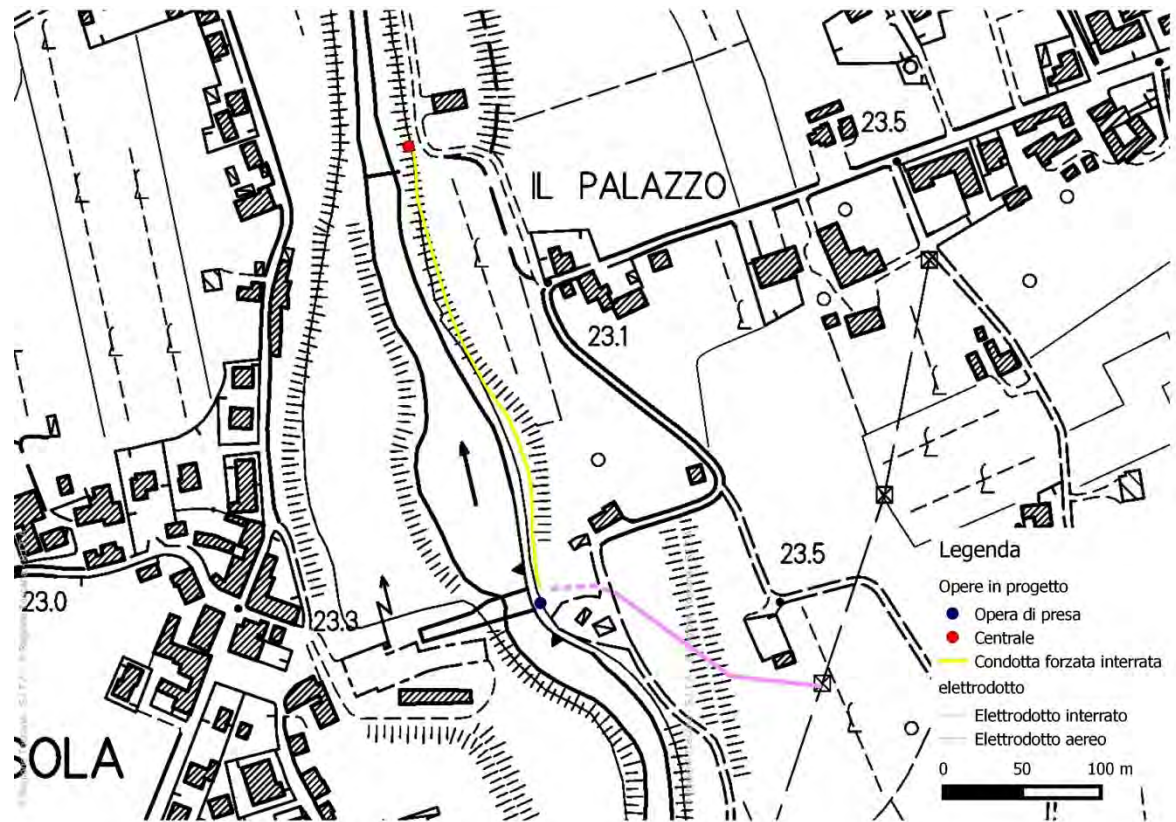 23.5
IL PALAZZO
23.1
23.5
23.0
23.3
OLA
Legenda
Opere in progetto
Opera di presa
Centrale
Condotta forzata interrata
elettrodotto
Elettrodotto interrato
Elettrodotto aereo
0 50 100 m